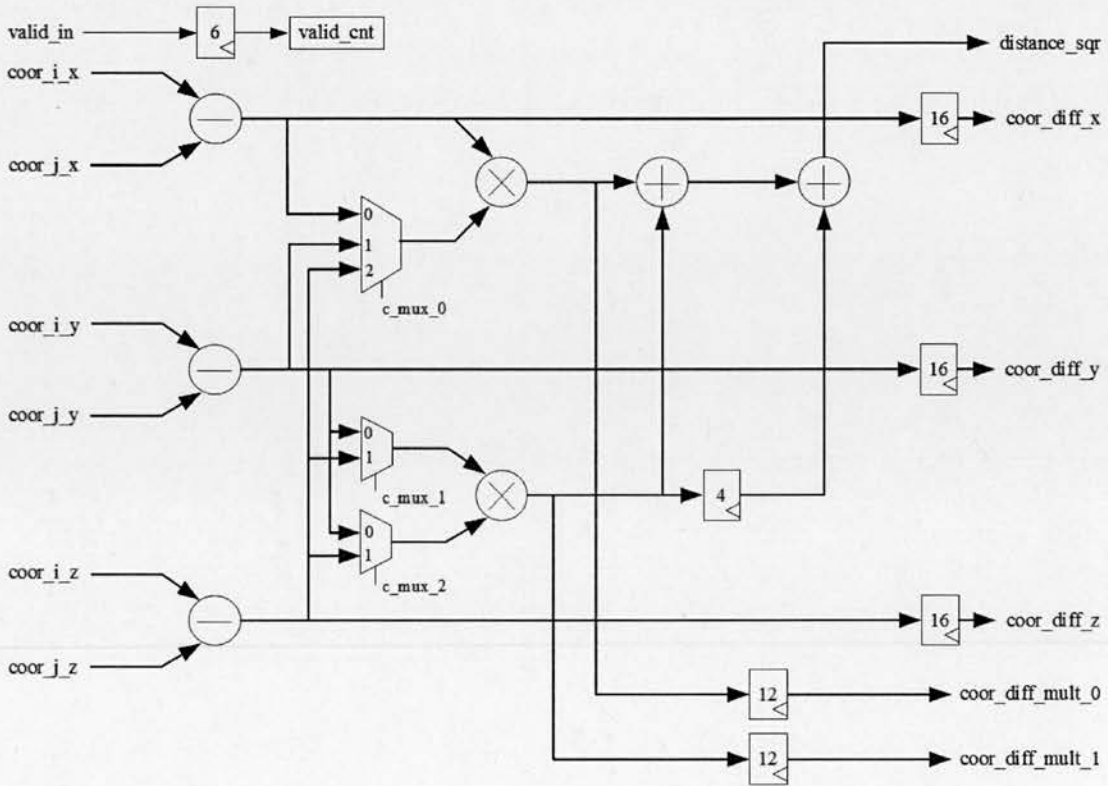 valid_in
6
valid_cnt
distance_sqr
coor_i_x
coor_j_x
16
coor_diff_x
0
1
2
c_mux_0
coor_i_y
coor_j_y
16
coor_diff_y
0
1
c_mux_1
4
0
1
c_mux_2
coor_i_z
coor_j_z
16
coor_diff_z
12
coor_diff_mult_0
12
coor_diff_mult_1